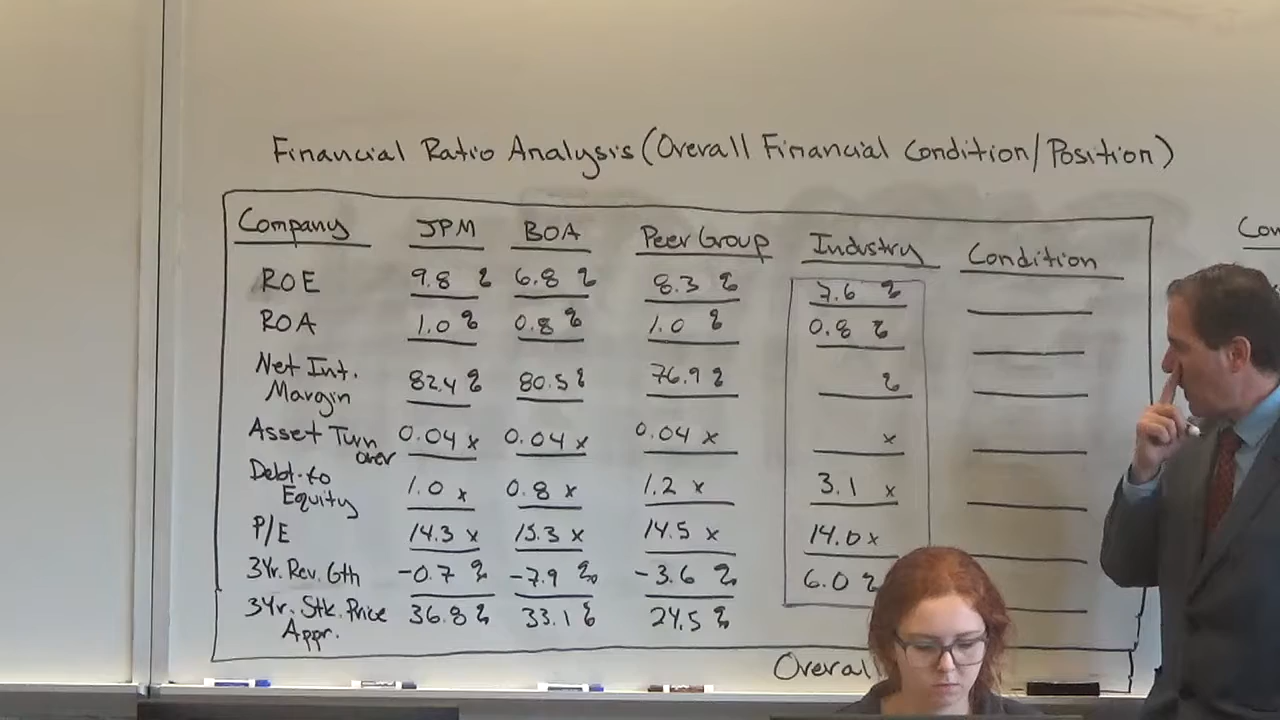 Financial Ratio Analysis (Overall Financial Condition/Position)
Company JPM BOA Peer Group Industry Condition
ROE 9.8 % 6.8 % 8.3 % 7.6 %
ROA 1.0 % 0.8 % 1.0 % 0.8 %
Net Int.
Margin 82.4 % 80.5 % 76.9 % %
Asset Turn
over 0.04 x 0.04 x 0.04 x x
Debt-to
Equity 1.0 x 0.8 x 1.2 x 3.1 x
P/E 14.3 x 15.3 x 14.5 x 14.0 x
3Yr. Rev. Gth -0.7 % -7.9 % -3.6 % 6.0 %
3Yr. Stk. Price
Appr. 36.8 % 33.1 % 24.5 %